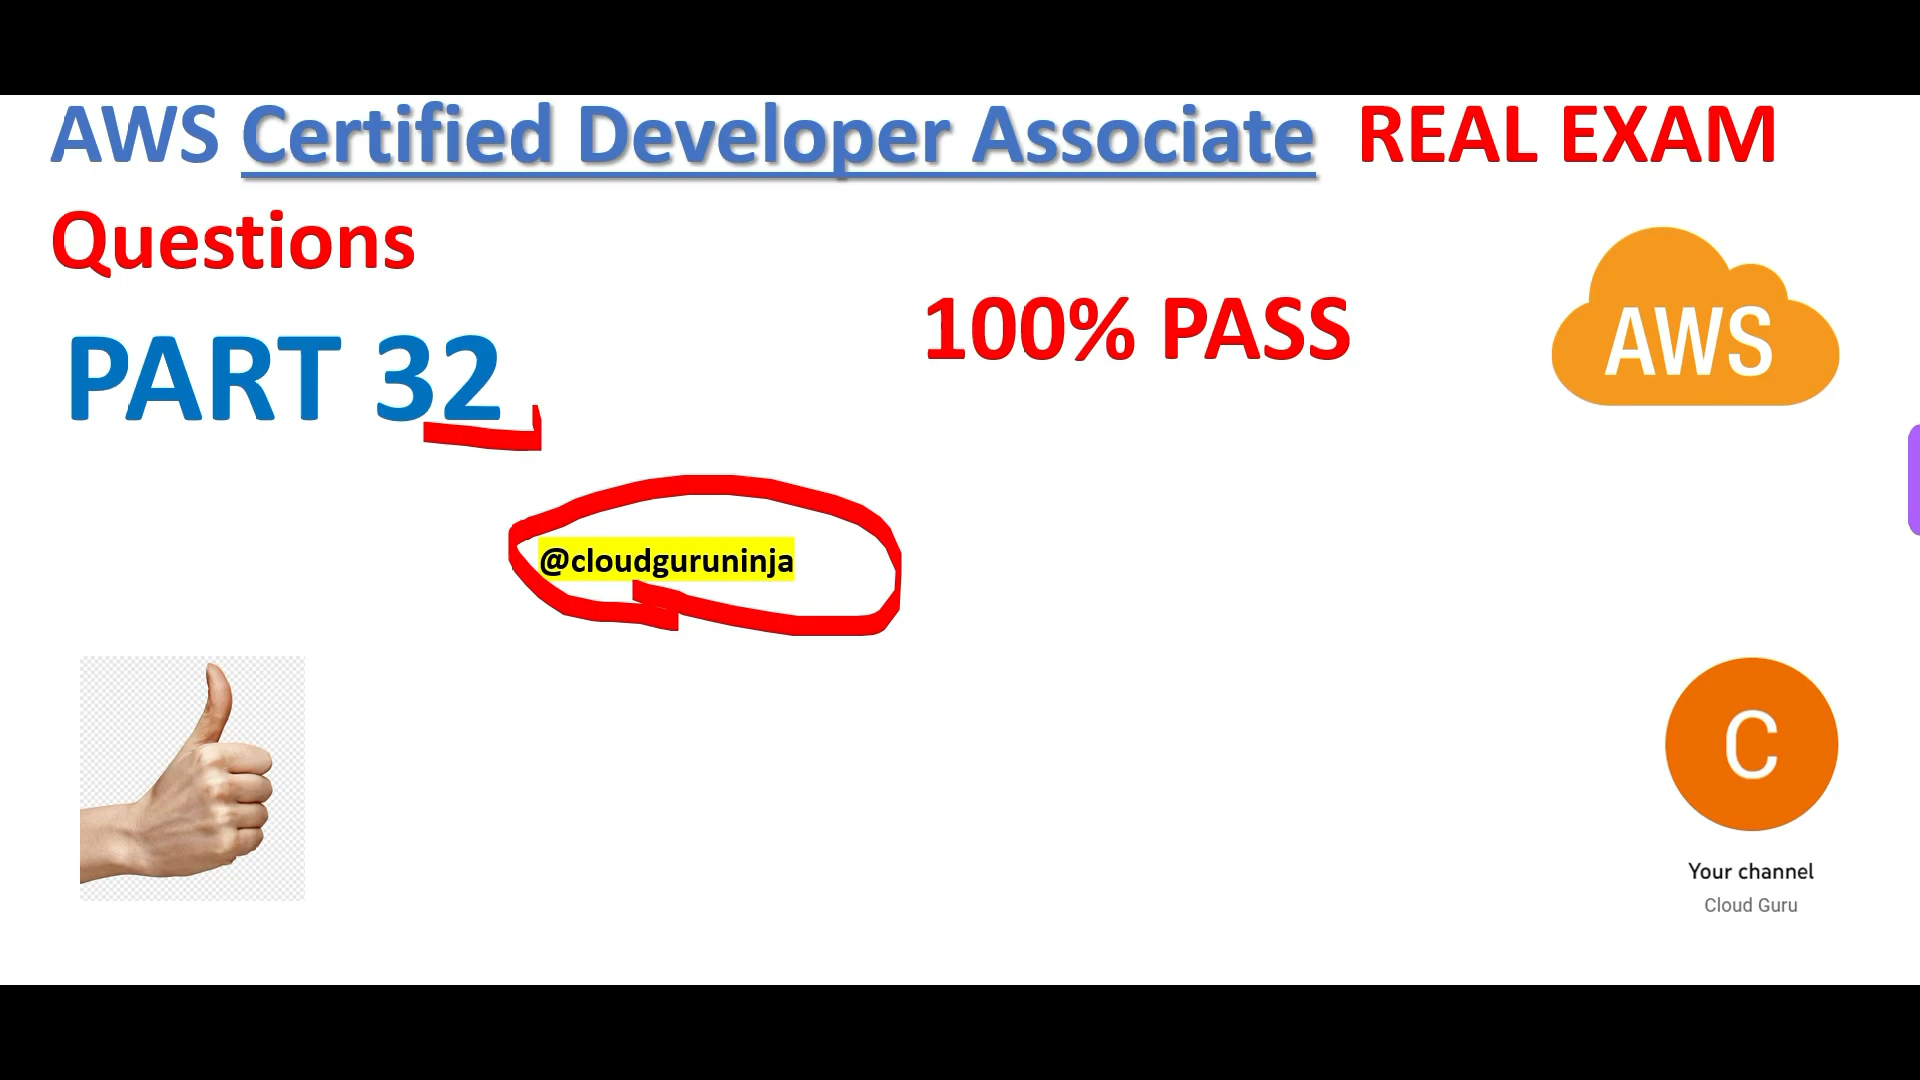 AWS Certified Developer Associate REAL EXAM
Questions
100% PASS
AWS
PART 32
@cloudguruninja
C
Your channel
Cloud Guru